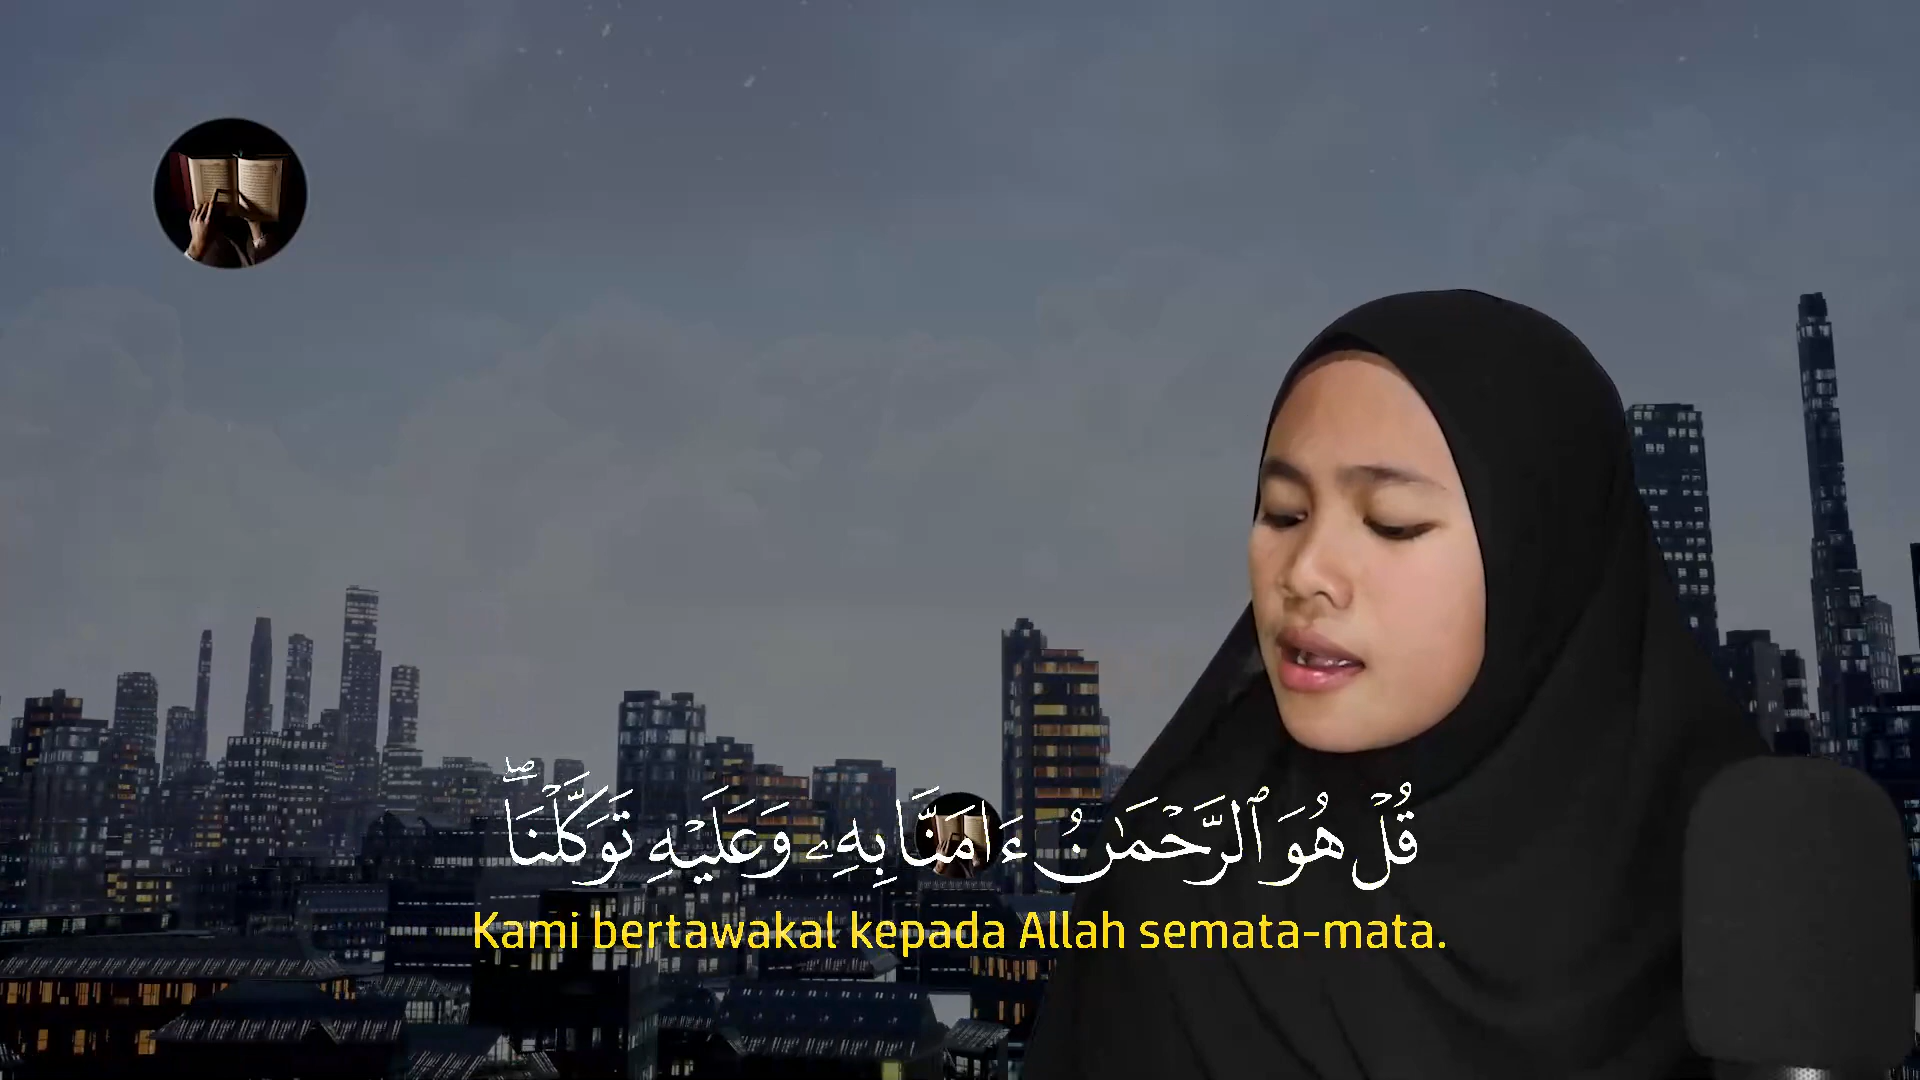 قُلْ هُوَ ٱلرَّحْمَـٰنُ ءَامَنَّا بِهِۦ وَعَلَيْهِ تَوَكَّلْنَا ۖ
Kami bertawakal kepada Allah semata-mata.